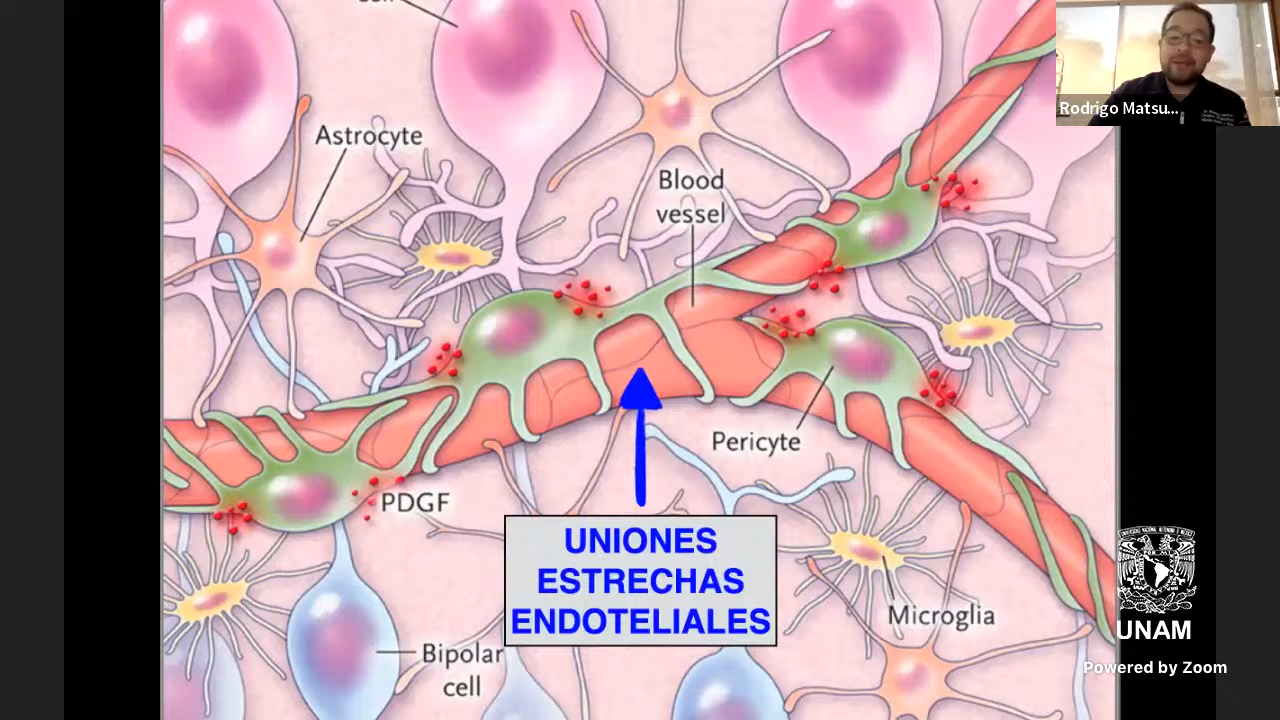 Rodrigo Matsu...
Astrocyte
Blood
vessel
Pericyte
PDGF
UNIONES
ESTRECHAS
ENDOTELIALES
Microglia
Bipolar
cell
UNAM
Powered by Zoom